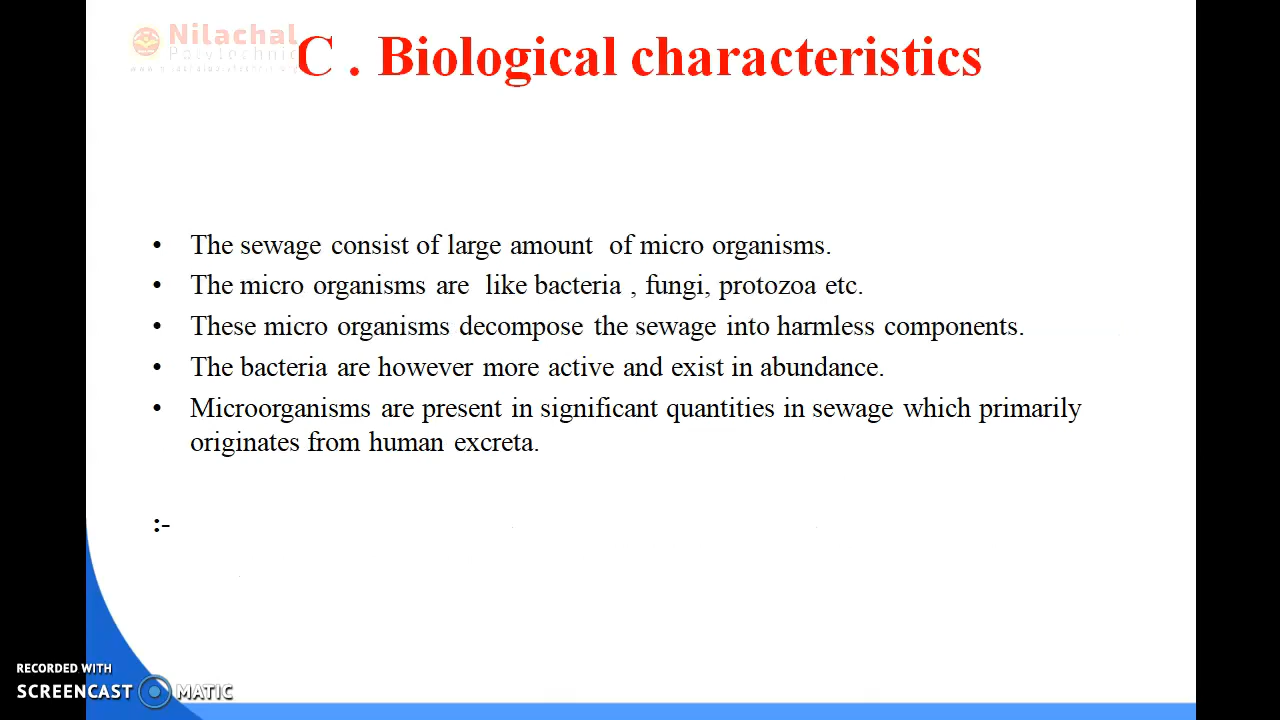 Nilachal
Polytechnic
C . Biological characteristics
• The sewage consist of large amount of micro organisms.
• The micro organisms are like bacteria , fungi, protozoa etc.
• These micro organisms decompose the sewage into harmless components.
• The bacteria are however more active and exist in abundance.
• Microorganisms are present in significant quantities in sewage which primarily
originates from human excreta.
:-
RECORDED WITH
SCREENCAST MATIC